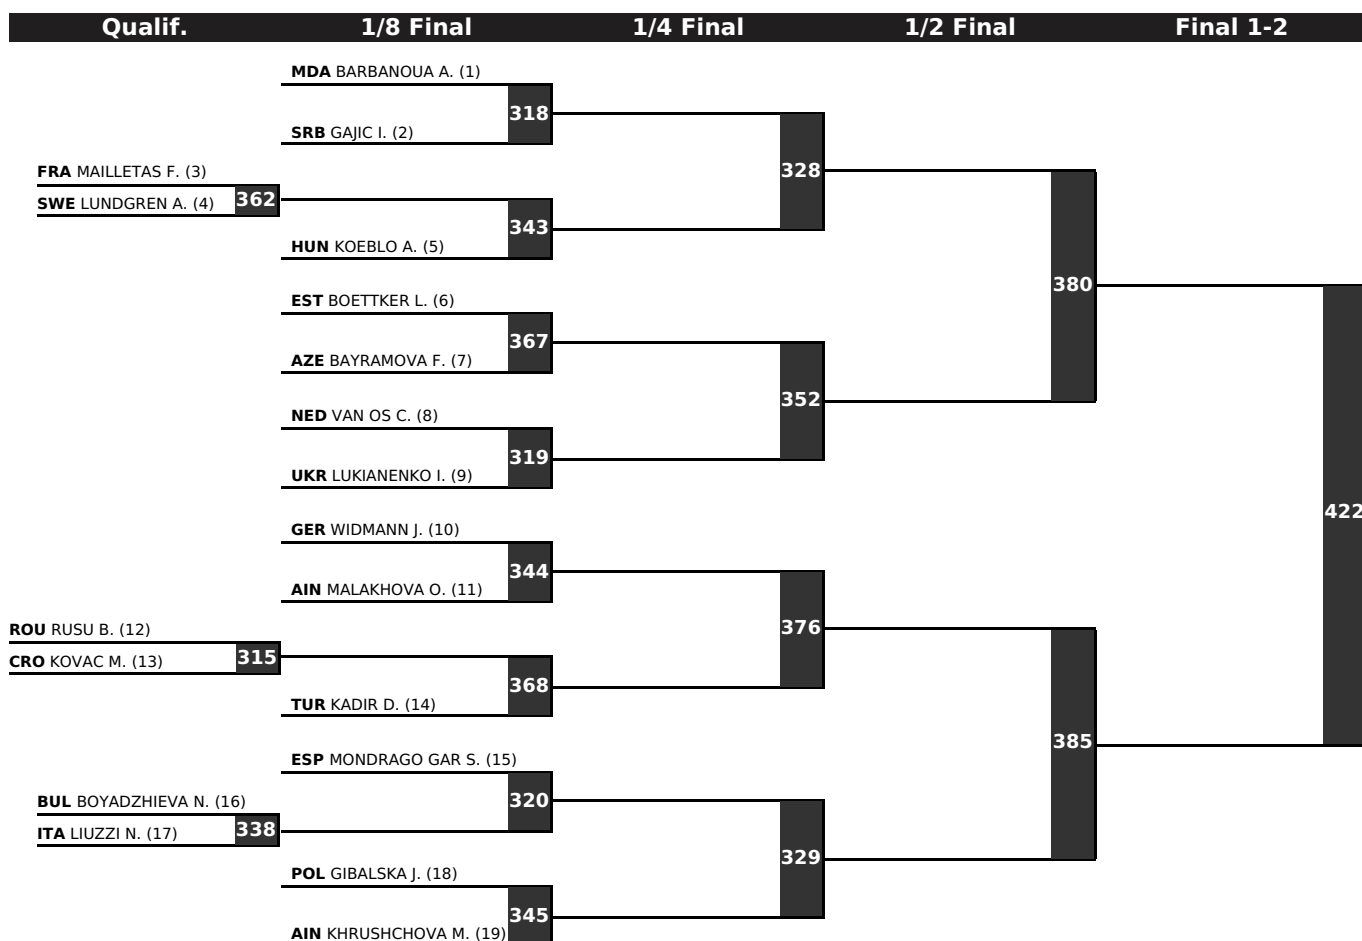 Qualif. 1/8 Final 1/4 Final 1/2 Final Final 1-2
MDA BARBANOUA A. (1)
318
SRB GAJIC I. (2)
FRA MAILLETAS F. (3)
328
SWE LUNDGREN A. (4) 362
343
HUN KOEBLO A. (5)
380
EST BOETTKER L. (6)
367
AZE BAYRAMOVA F. (7)
352
NED VAN OS C. (8)
319
UKR LUKIANENKO I. (9)
422
GER WIDMANN J. (10)
344
AIN MALAKHOVA O. (11)
376
ROU RUSU B. (12)
CRO KOVAC M. (13) 315
368
TUR KADIR D. (14)
385
ESP MONDRAGO GAR S. (15)
320
BUL BOYADZHIEVA N. (16)
ITA LIUZZI N. (17) 338
329
POL GIBALSKA J. (18)
345
AIN KHRUSHCHOVA M. (19)